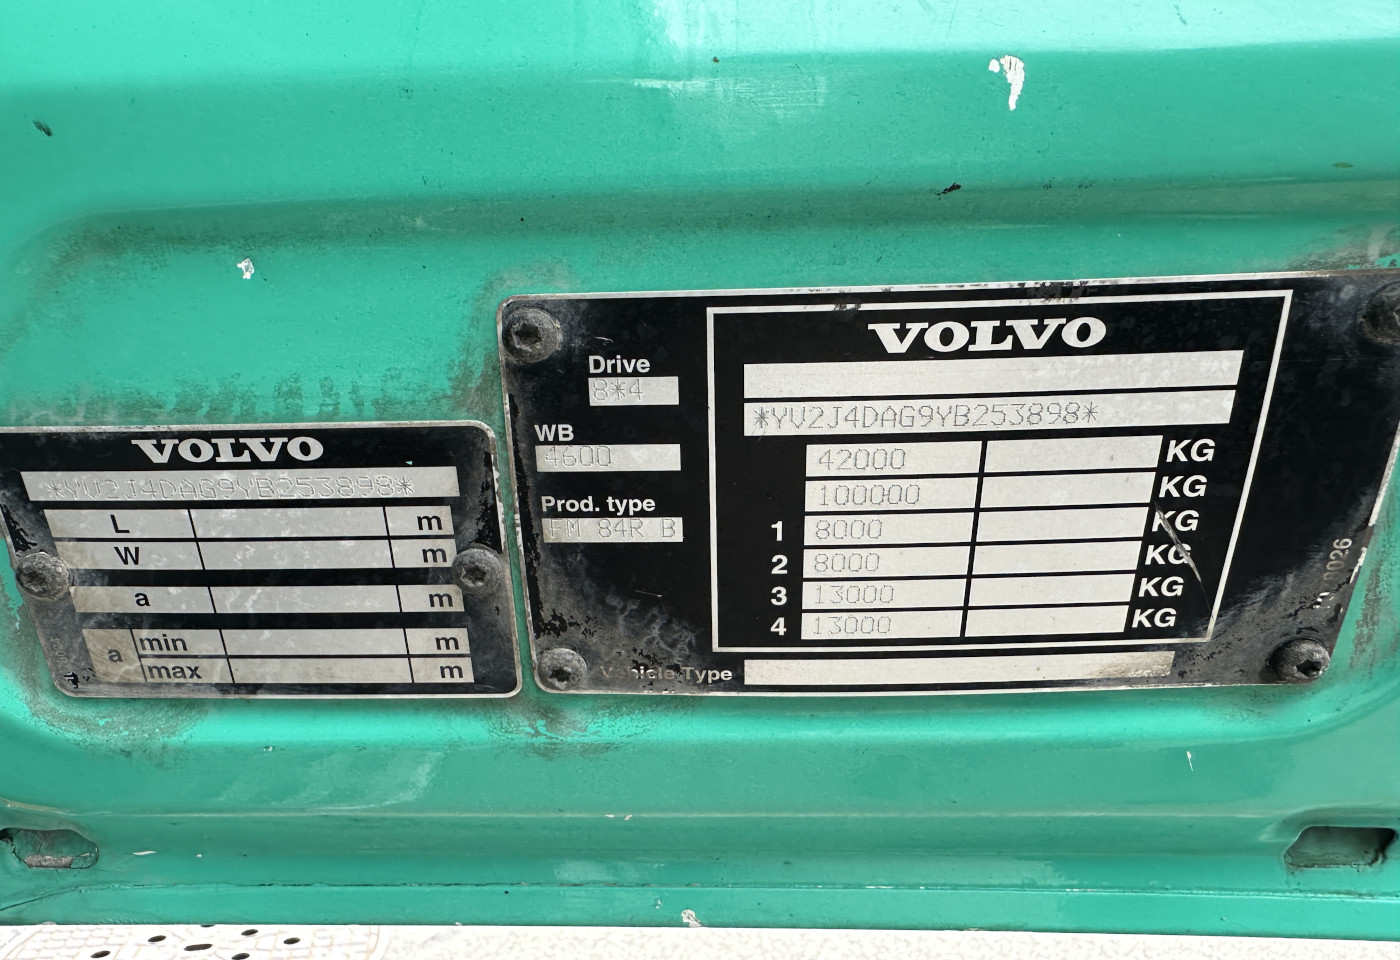 VOLVO
*YV2J4DAG9YB253898*
L m
W m
a m
a min m
max m
Drive
8*4
WB
4600
Prod. type
FM 84R B
VOLVO
*YV2J4DAG9YB253898*
42000 KG
100000 KG
1 8000 KG
2 8000 KG
3 13000 KG
4 13000 KG
Vehicle Type